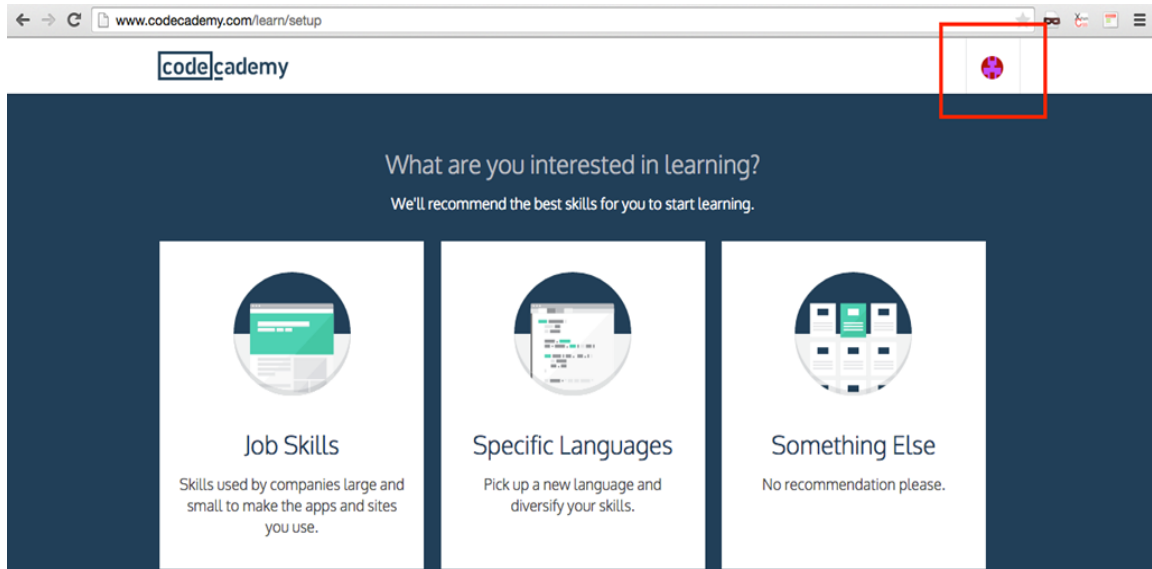 www.codecademy.com/learn/setup
codecademy
What are you interested in learning?
We'll recommend the best skills for you to start learning.
Job Skills
Skills used by companies large and
small to make the apps and sites
you use.
Specific Languages
Pick up a new language and
diversify your skills.
Something Else
No recommendation please.